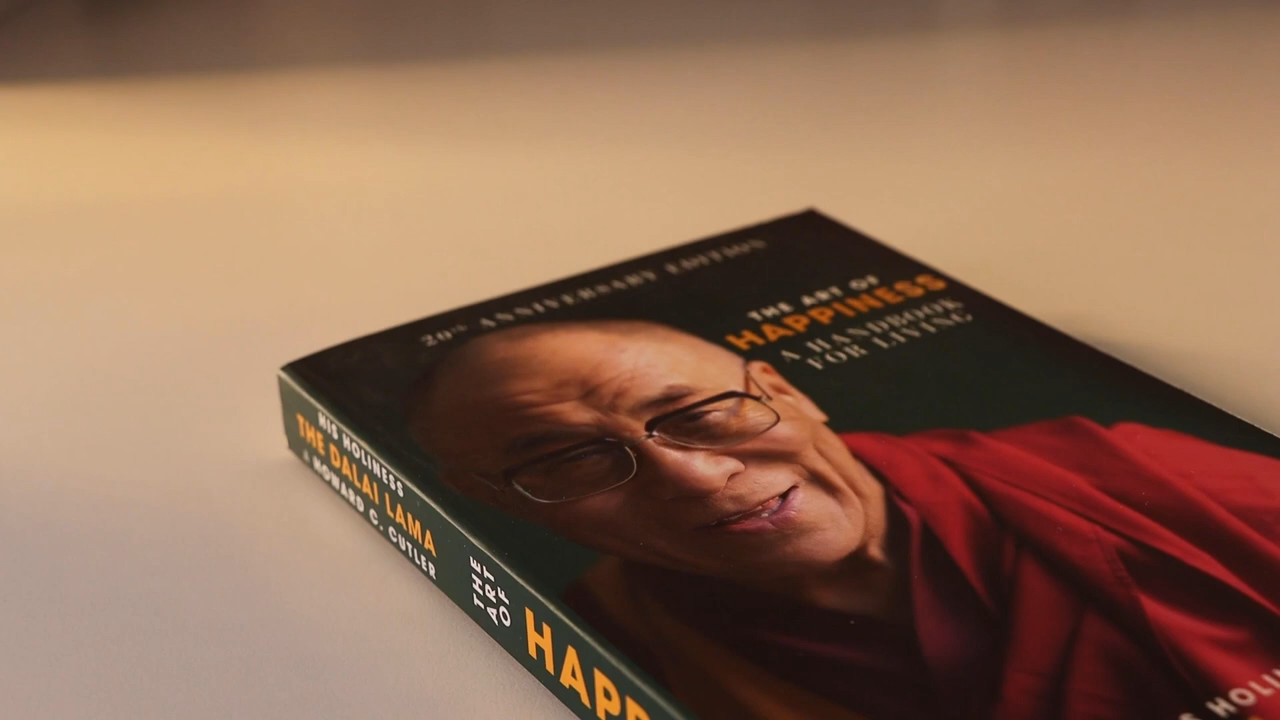 20TH ANNIVERSARY EDITION
THE ART OF
HAPPINESS
A HANDBOOK
FOR LIVING
HIS HOLINESS
THE DALAI LAMA
& HOWARD C. CUTLER
THE
ART
OF
HAPP